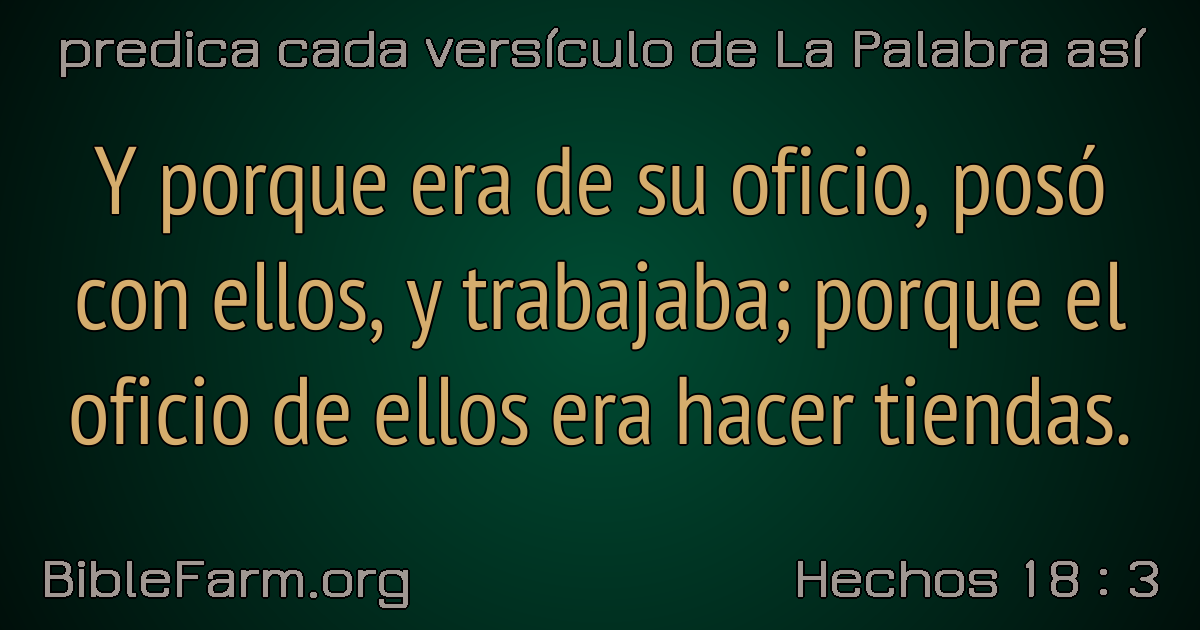 predica cada versículo de La Palabra así
Y porque era de su oficio, posó
con ellos, y trabajaba; porque el
oficio de ellos era hacer tiendas.
BibleFarm.org
Hechos 18 : 3